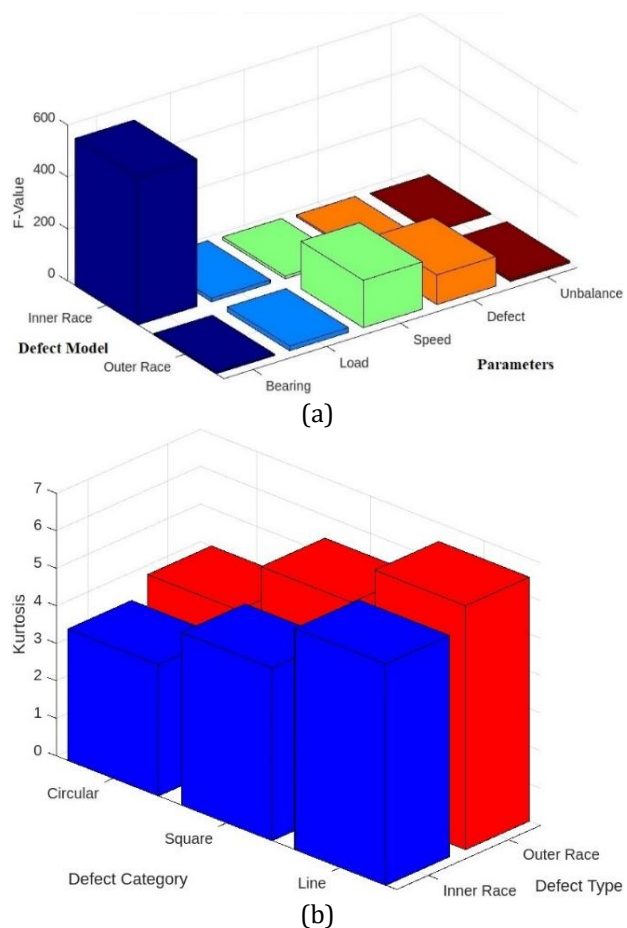 600
400
200
0
F-Value
Inner Race
Outer Race
Defect Model
Bearing
Load
Speed
Defect
Unbalance
Parameters
(a)
7
6
5
4
3
2
1
0
Kurtosis
Circular
Square
Line
Defect Category
Inner Race
Outer Race
Defect Type
(b)